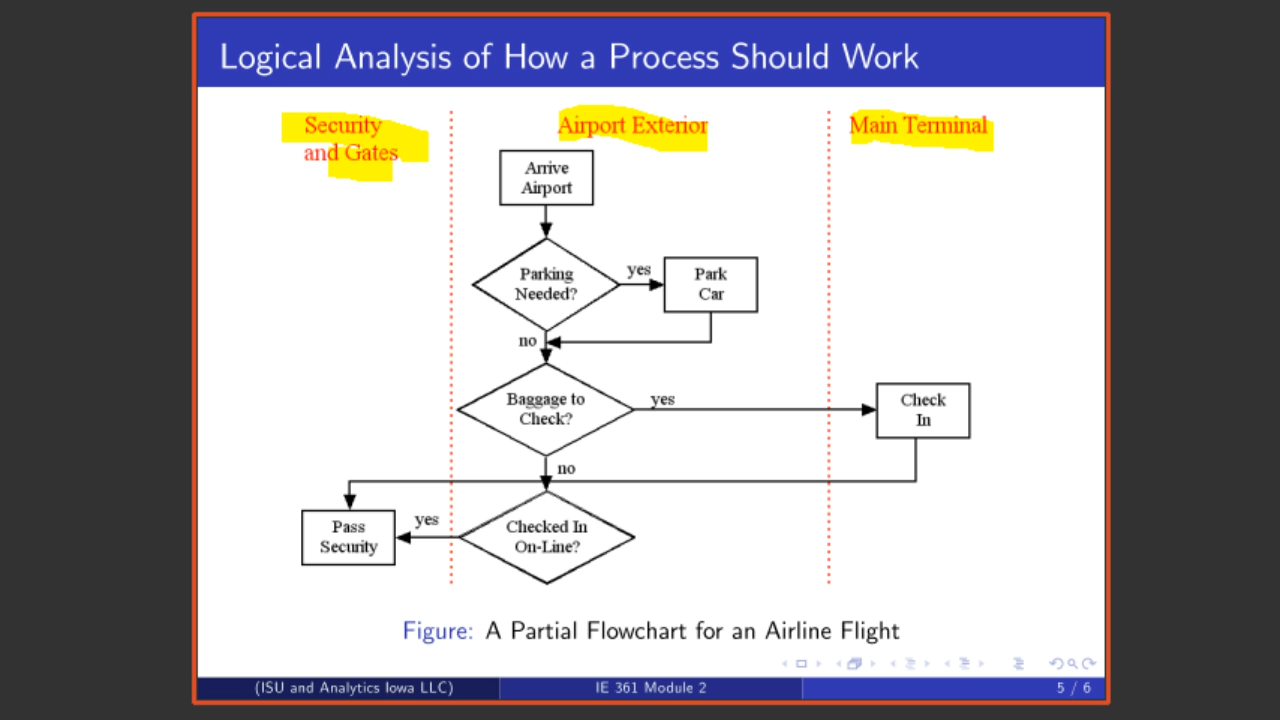 Logical Analysis of How a Process Should Work
Security
and Gates
Airport Exterior
Main Terminal
Arrive
Airport
Parking
Needed?
yes
Park
Car
no
Baggage to
Check?
yes
Check
In
no
Checked In
On-Line?
yes
Pass
Security
Figure: A Partial Flowchart for an Airline Flight
(ISU and Analytics Iowa LLC)
IE 361 Module 2
5 / 6